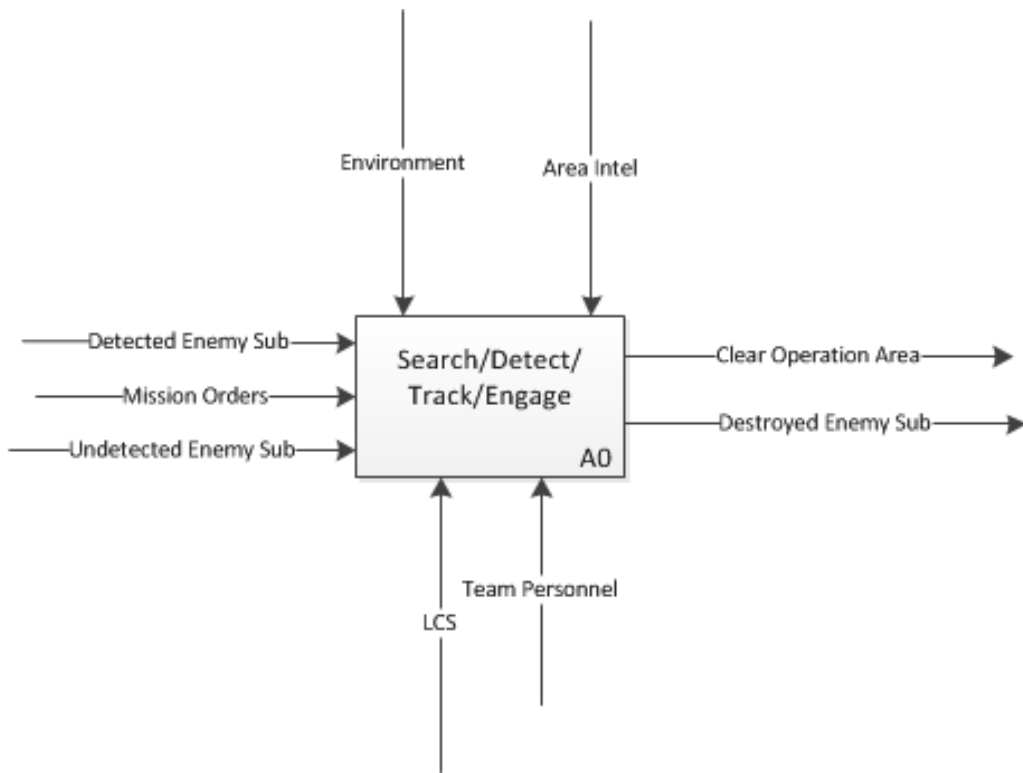 Environment
Area Intel
Detected Enemy Sub
Mission Orders
Undetected Enemy Sub
Search/Detect/
Track/Engage
A0
Clear Operation Area
Destroyed Enemy Sub
Team Personnel
LCS